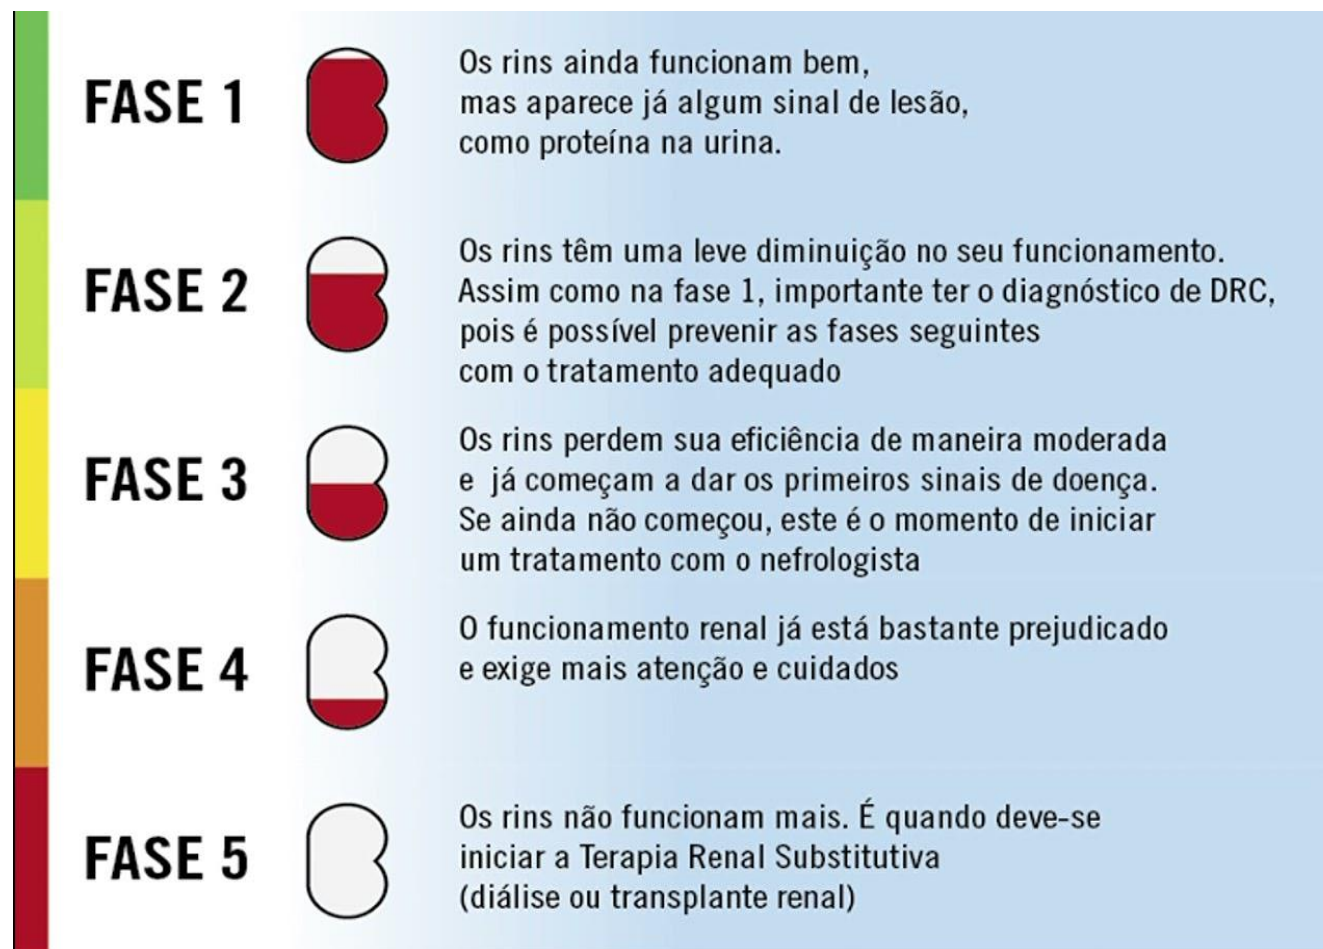 FASE 1
Os rins ainda funcionam bem,
mas aparece já algum sinal de lesão,
como proteína na urina.
FASE 2
Os rins têm uma leve diminuição no seu funcionamento.
Assim como na fase 1, importante ter o diagnóstico de DRC,
pois é possível prevenir as fases seguintes
com o tratamento adequado
FASE 3
Os rins perdem sua eficiência de maneira moderada
e já começam a dar os primeiros sinais de doença.
Se ainda não começou, este é o momento de iniciar
um tratamento com o nefrologista
FASE 4
O funcionamento renal já está bastante prejudicado
e exige mais atenção e cuidados
FASE 5
Os rins não funcionam mais. É quando deve-se
iniciar a Terapia Renal Substitutiva
(diálise ou transplante renal)